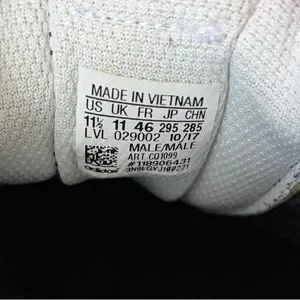 MADE IN VIETNAM
US UK FR JP CHN
11½ 11 46 295 285
LVL 029002 10/17
MALE/MALE
ART CQ1099
#118906431
adidas